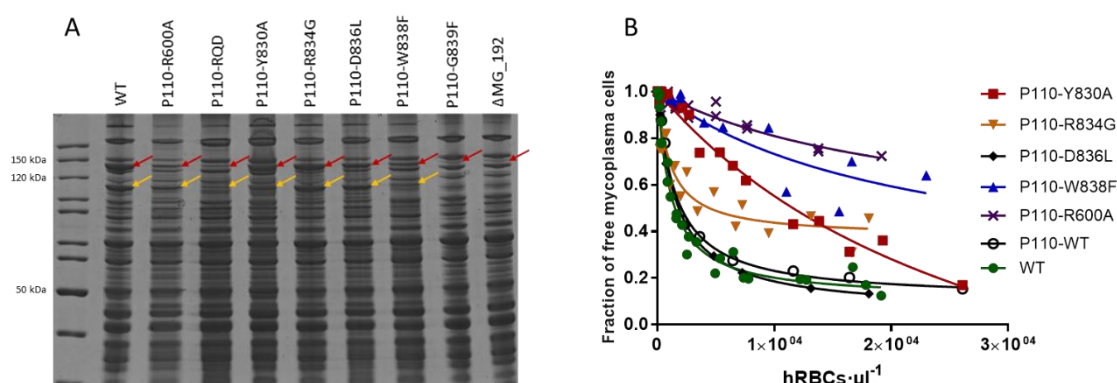 A
WT
P110-R600A
P110-RQD
P110-Y830A
P110-R834G
P110-D836L
P110-W838F
P110-G839F
ΔMG_192
150 kDa
120 kDa
50 kDa
B
Fraction of free mycoplasma cells
1.0
0.8
0.6
0.4
0.2
0.0
0
1×10⁰⁴
2×10⁰⁴
3×10⁰⁴
hRBCs·µl⁻¹
P110-Y830A
P110-R834G
P110-D836L
P110-W838F
P110-R600A
P110-WT
WT